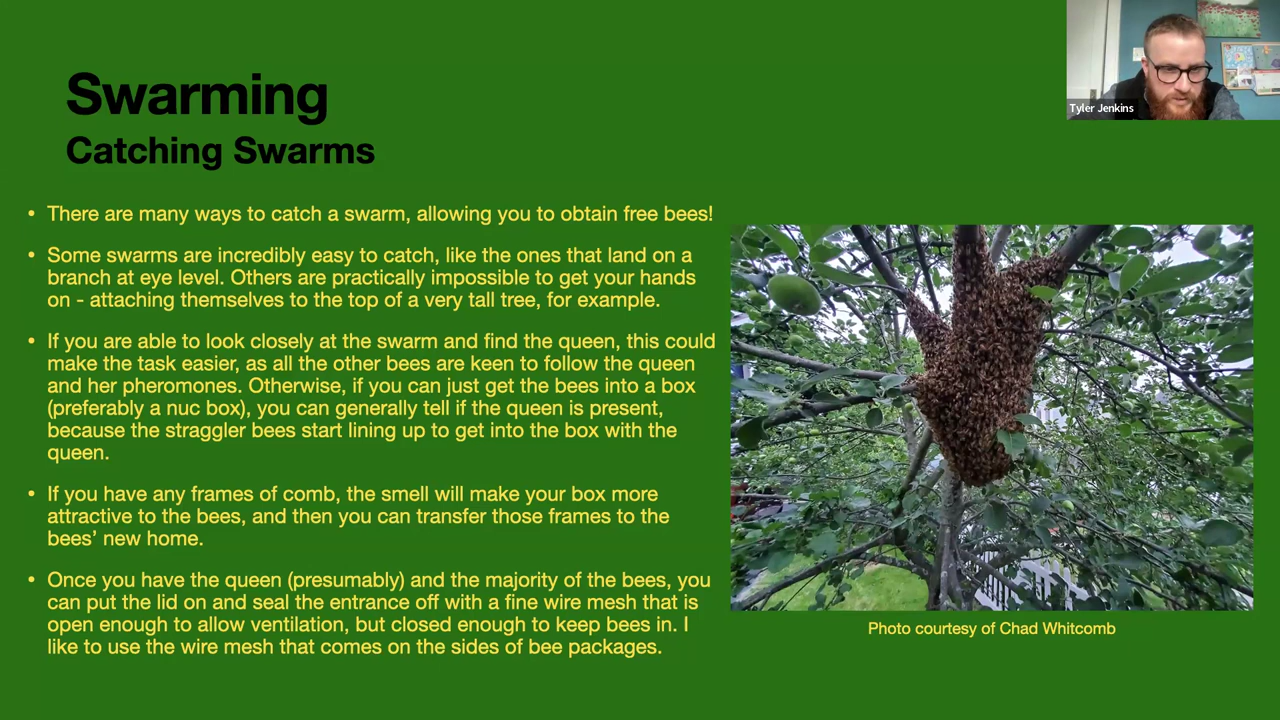 Swarming
Catching Swarms
Tyler Jenkins
• There are many ways to catch a swarm, allowing you to obtain free bees!
• Some swarms are incredibly easy to catch, like the ones that land on a
branch at eye level. Others are practically impossible to get your hands
on - attaching themselves to the top of a very tall tree, for example.
• If you are able to look closely at the swarm and find the queen, this could
make the task easier, as all the other bees are keen to follow the queen
and her pheromones. Otherwise, if you can just get the bees into a box
(preferably a nuc box), you can generally tell if the queen is present,
because the straggler bees start lining up to get into the box with the
queen.
• If you have any frames of comb, the smell will make your box more
attractive to the bees, and then you can transfer those frames to the
bees’ new home.
• Once you have the queen (presumably) and the majority of the bees, you
can put the lid on and seal the entrance off with a fine wire mesh that is
open enough to allow ventilation, but closed enough to keep bees in. I
like to use the wire mesh that comes on the sides of bee packages.
Photo courtesy of Chad Whitcomb